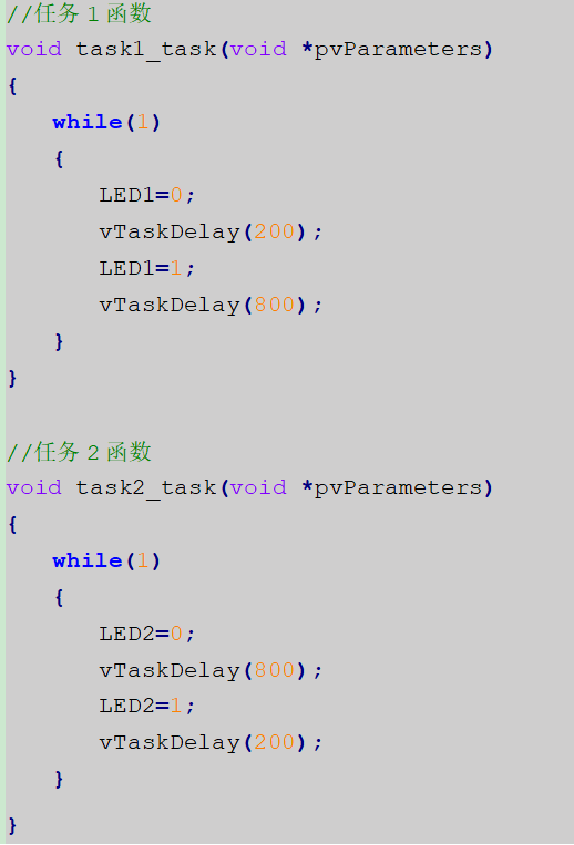 //任务 1 函数
void task1_task(void *pvParameters)
{
while(1)
{
LED1=0;
vTaskDelay(200);
LED1=1;
vTaskDelay(800);
}
}
//任务 2 函数
void task2_task(void *pvParameters)
{
while(1)
{
LED2=0;
vTaskDelay(800);
LED2=1;
vTaskDelay(200);
}
}